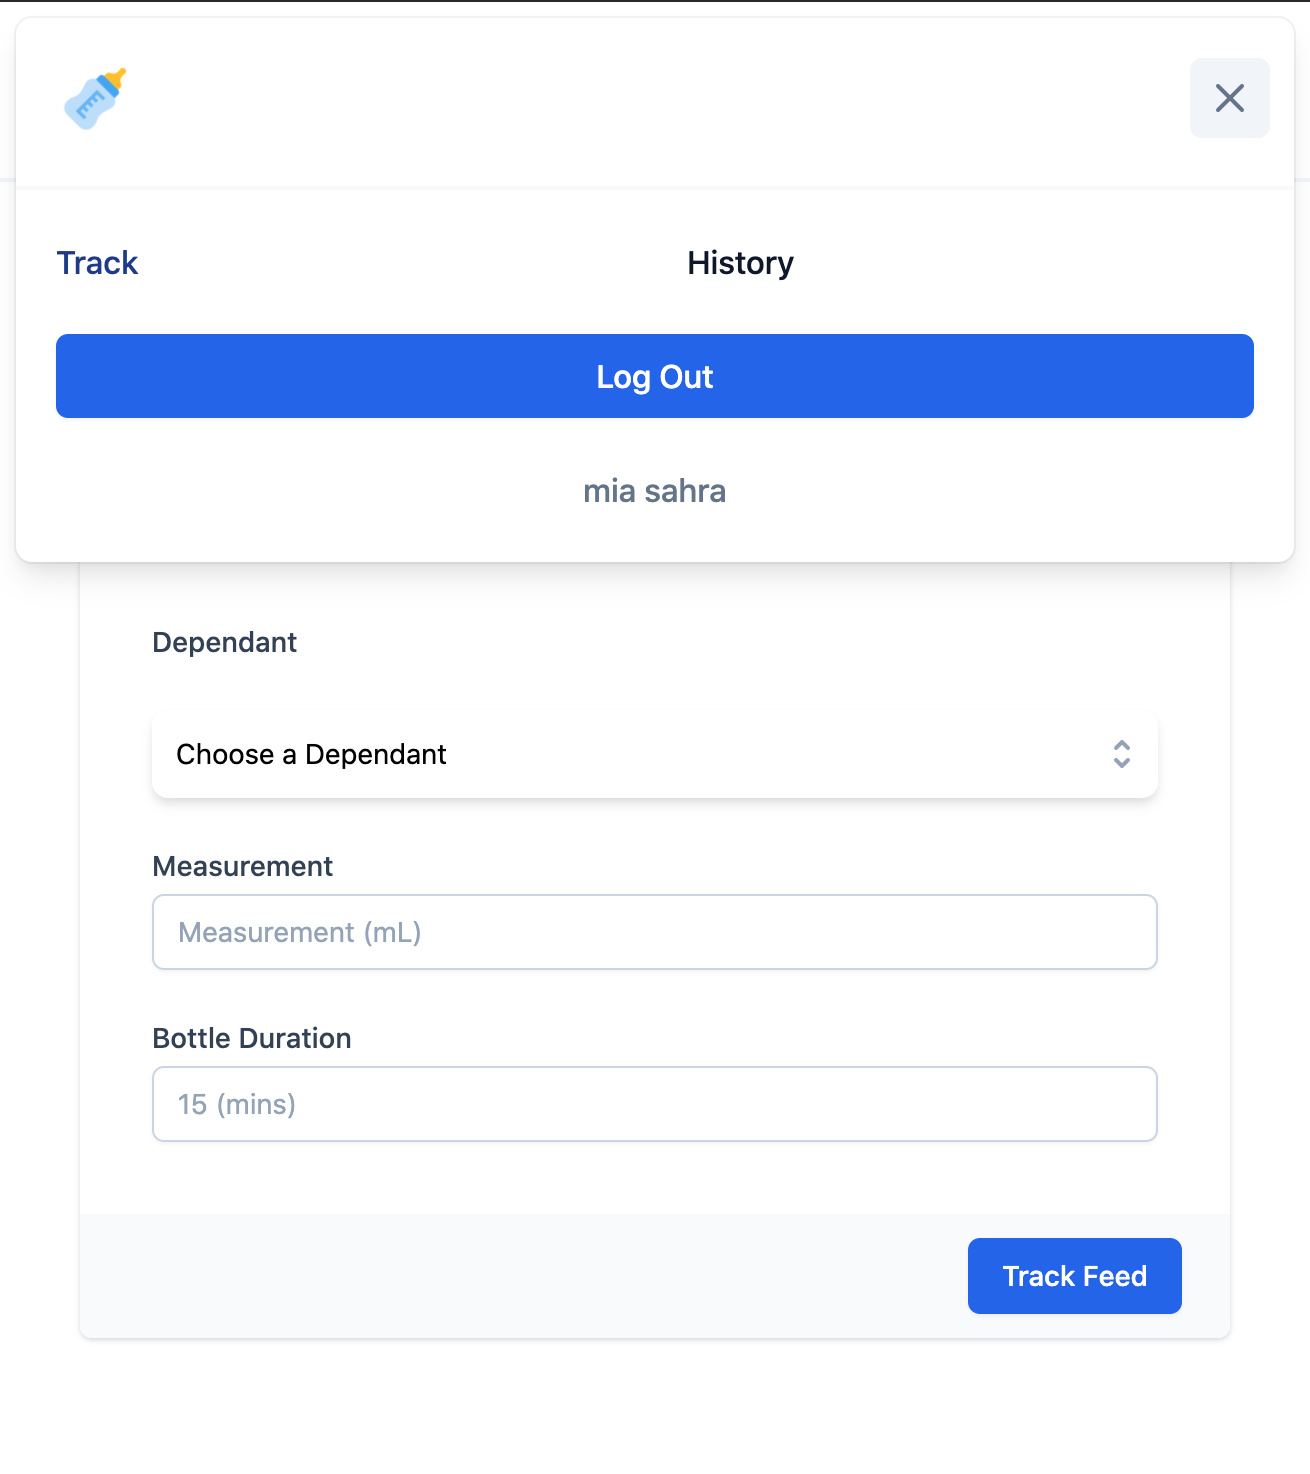 Track
History
Log Out
mia sahra
Dependant
Choose a Dependant
Measurement
Measurement (mL)
Bottle Duration
15 (mins)
Track Feed